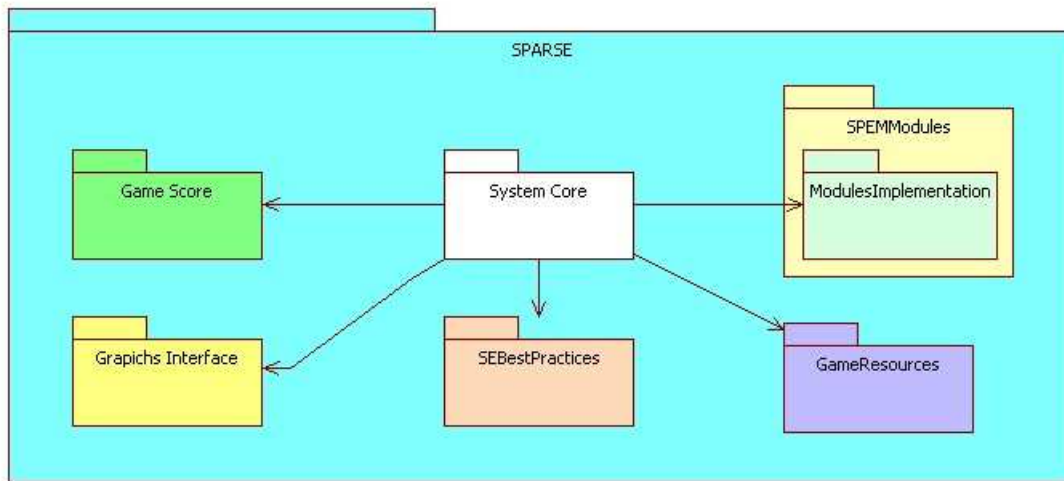 SPARSE
SPEMModules
Game Score
System Core
ModulesImplementation
Grapichs Interface
SEBestPractices
GameResources